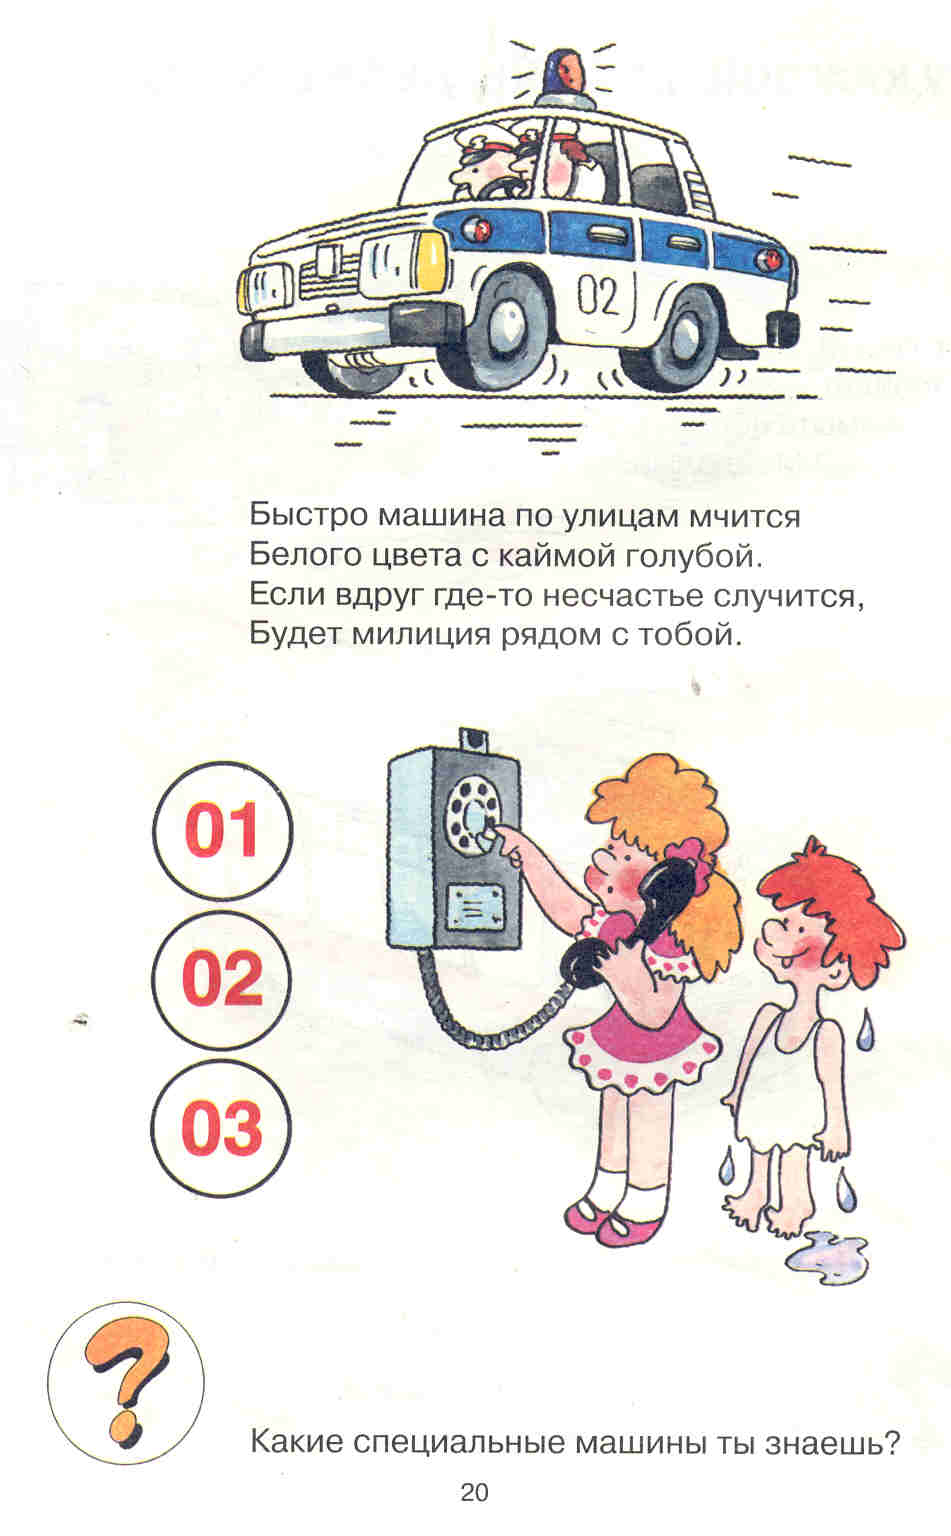 02
Быстро машина по улицам мчится
Белого цвета с каймой голубой.
Если вдруг где-то несчастье случится,
Будет милиция рядом с тобой.
01
02
03
?
Какие специальные машины ты знаешь?
20